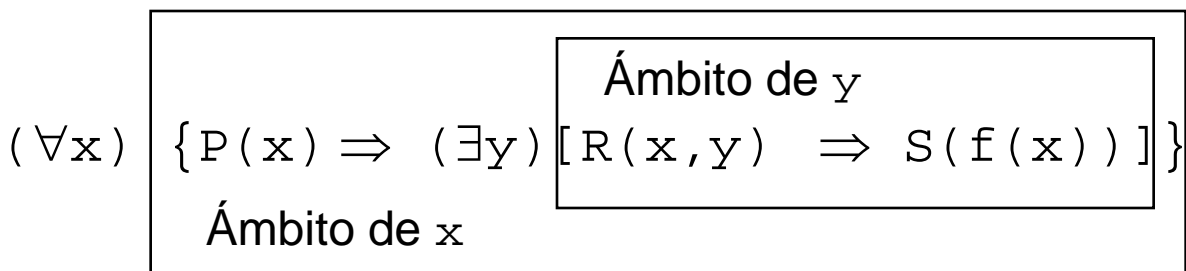 Ámbito de y
(∀x) {P(x) ⇒ (∃y)[R(x,y) ⇒ S(f(x))]}
Ámbito de x